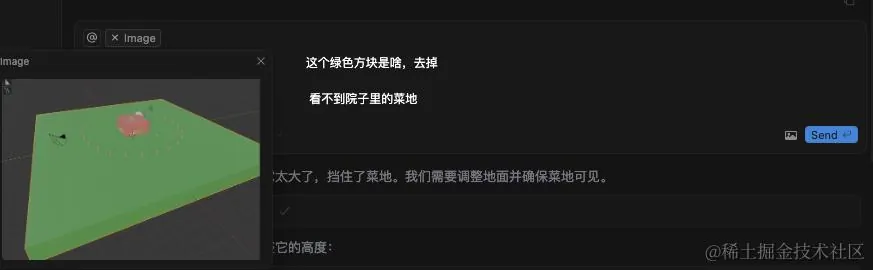 @ × Image
Image ×
这个绿色方块是啥，去掉
看不到院子里的菜地
Send
太大了，挡住了菜地。我们需要调整地面并确保菜地可见。
它的高度：
@稀土掘金技术社区